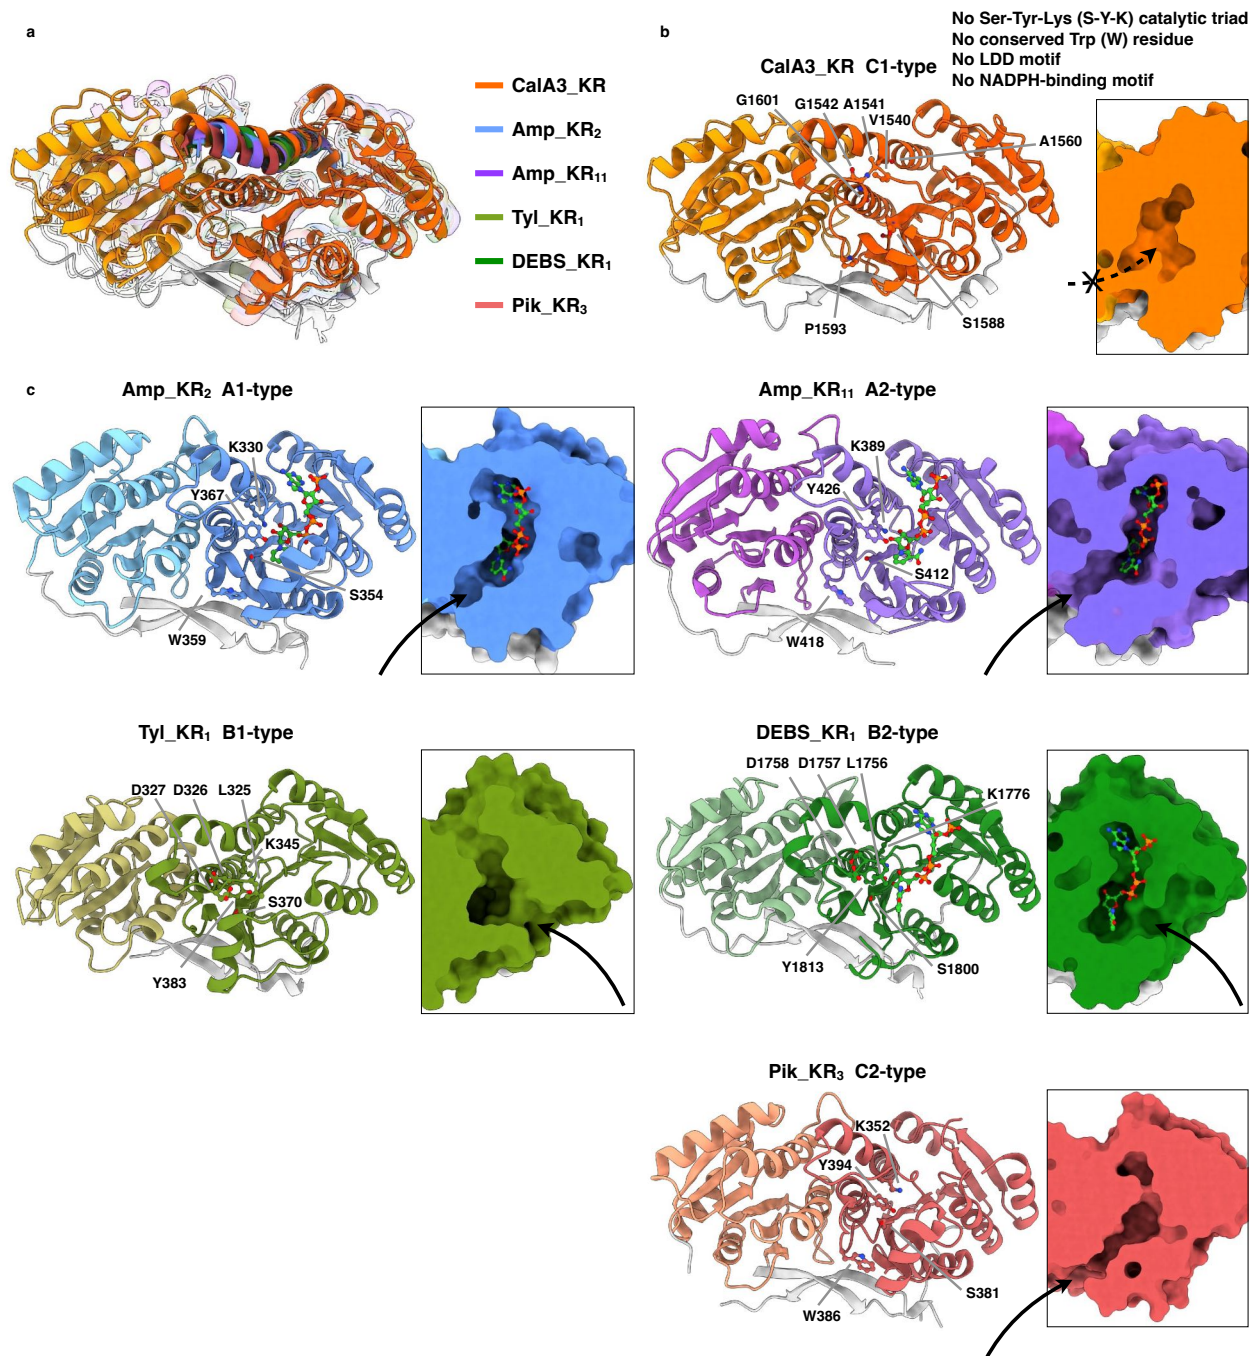 a
CalA3_KR
Amp_KR₂
Amp_KR₁₁
Tyl_KR₁
DEBS_KR₁
Pik_KR₃
b
No Ser-Tyr-Lys (S-Y-K) catalytic triad
No conserved Trp (W) residue
No LDD motif
No NADPH-binding motif
CalA3_KR C1-type
G1601
G1542
A1541
V1540
A1560
P1593
S1588
c
Amp_KR₂ A1-type
K330
Y367
S354
W359
Amp_KR₁₁ A2-type
K389
Y426
S412
W418
Tyl_KR₁ B1-type
D327
D326
L325
K345
S370
Y383
DEBS_KR₁ B2-type
D1758
D1757
L1756
K1776
Y1813
S1800
Pik_KR₃ C2-type
K352
Y394
S381
W386